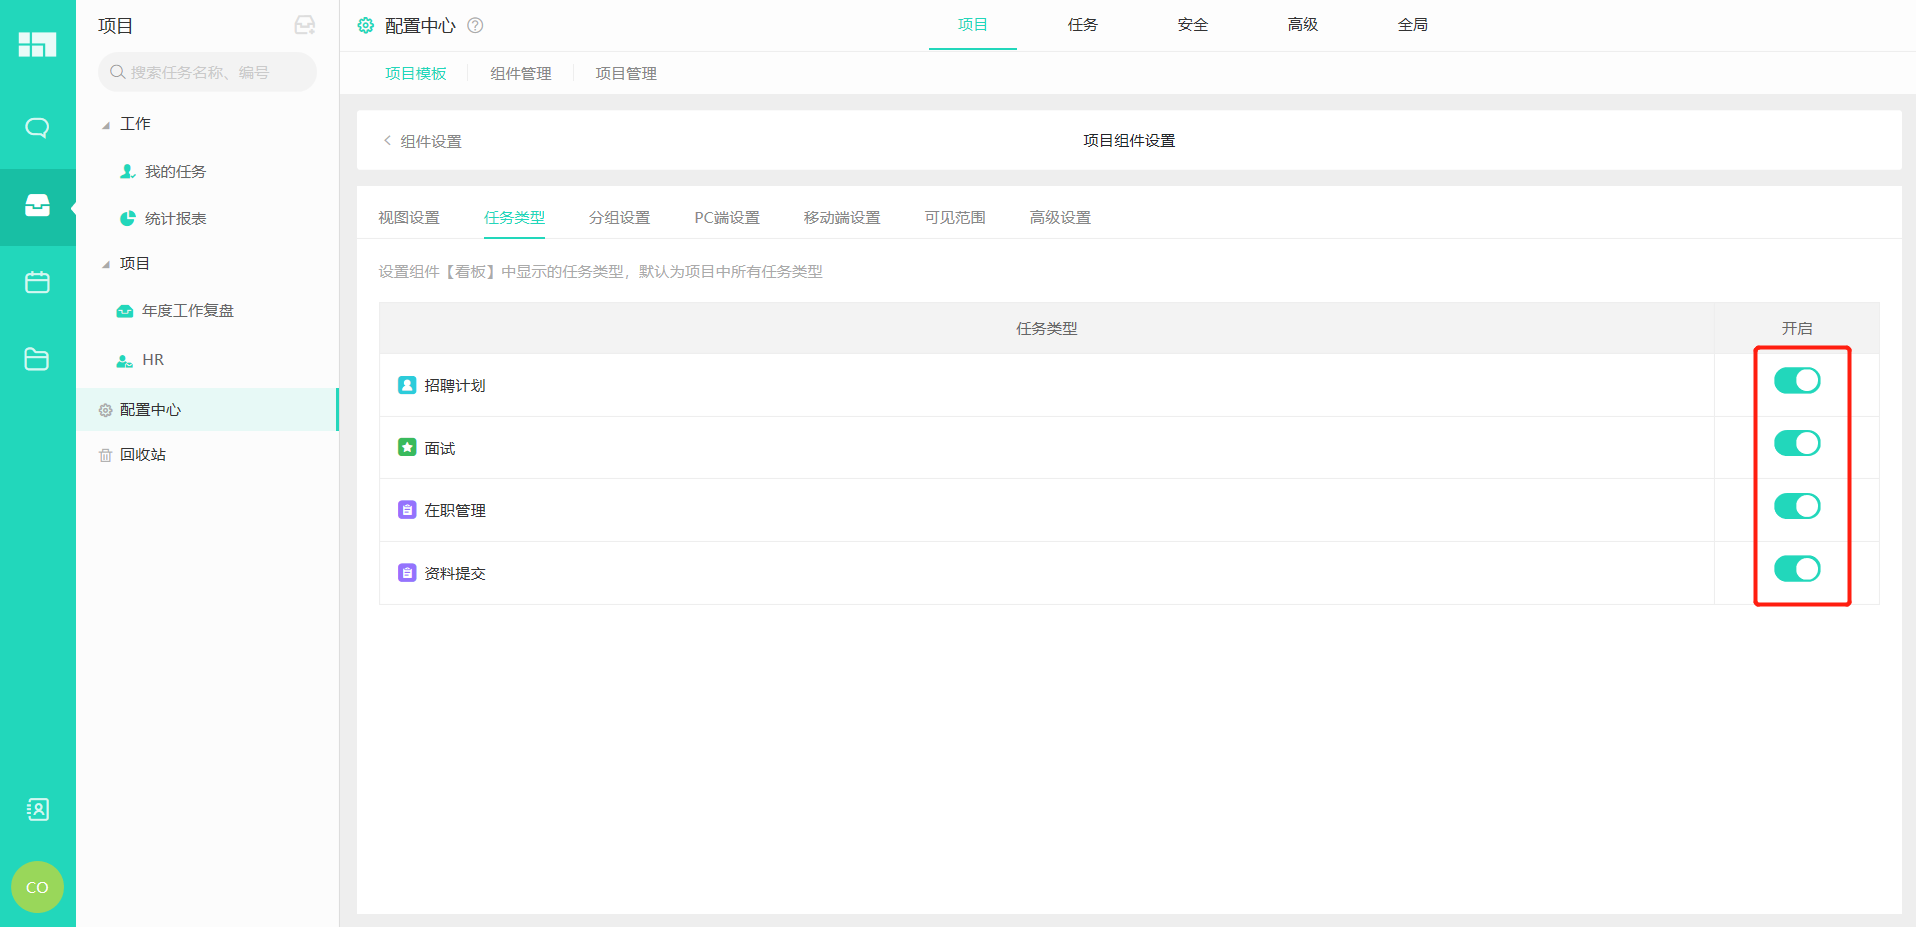 项目
搜索任务名称、编号
工作
我的任务
统计报表
项目
年度工作复盘
HR
配置中心
回收站
CO
配置中心 ?
项目 任务 安全 高级 全局
项目模板 组件管理 项目管理
组件设置
项目组件设置
视图设置 任务类型 分组设置 PC端设置 移动端设置 可见范围 高级设置
设置组件【看板】中显示的任务类型，默认为项目中所有任务类型
任务类型 开启
招聘计划
面试
在职管理
资料提交